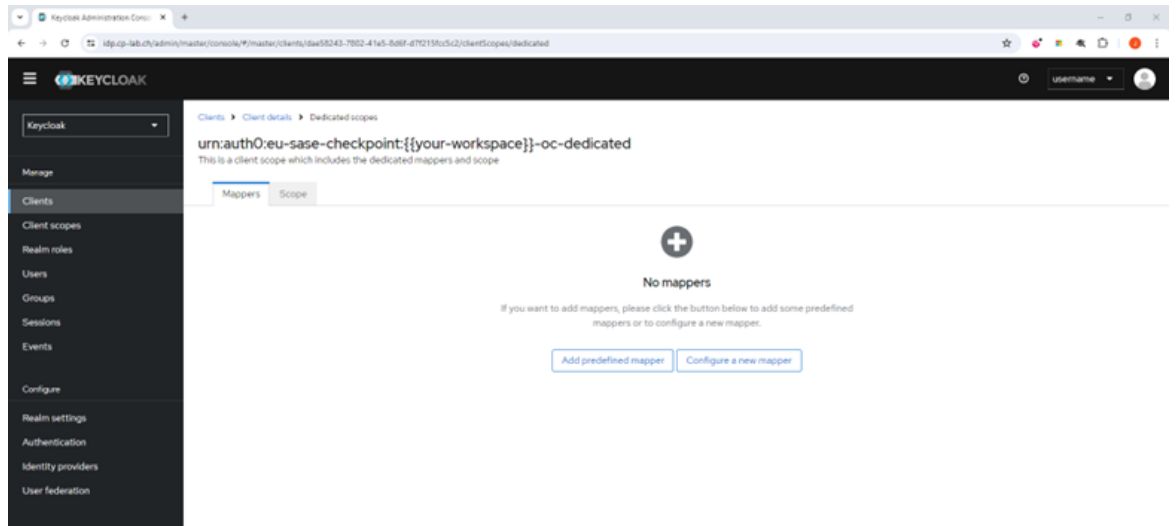 Keycloak Administration Conso
idp.cp-lab.ch/admin/master/console/#/master/clients/dae58243-7802-41e5-8d6f-d7f215fcc5c2/clientScopes/dedicated
KEYCLOAK
username
Keycloak
Manage
Clients
Client scopes
Realm roles
Users
Groups
Sessions
Events
Configure
Realm settings
Authentication
Identity providers
User federation
Clients > Client details > Dedicated scopes
urn:auth0:eu-sase-checkpoint:{{your-workspace}}-oc-dedicated
This is a client scope which includes the dedicated mappers and scope
Mappers Scope
No mappers
If you want to add mappers, please click the button below to add some predefined
mappers or to configure a new mapper.
Add predefined mapper Configure a new mapper